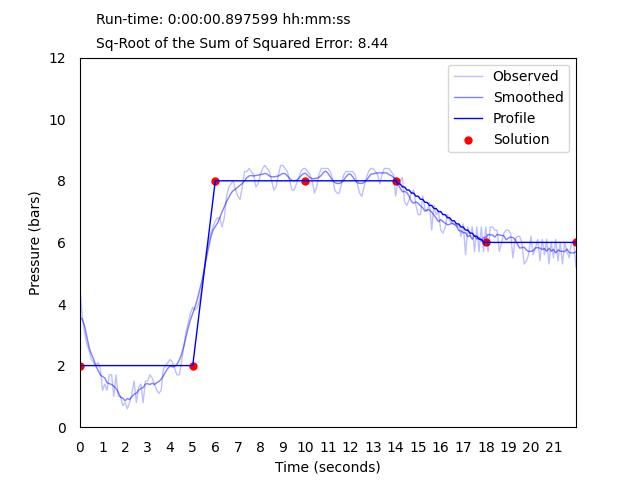 Run-time: 0:00:00.897599 hh:mm:ss
Sq-Root of the Sum of Squared Error: 8.44
12
10
8
6
4
2
0
Pressure (bars)
Observed
Smoothed
Profile
Solution
0 1 2 3 4 5 6 7 8 9 10 11 12 13 14 15 16 17 18 19 20 21
Time (seconds)